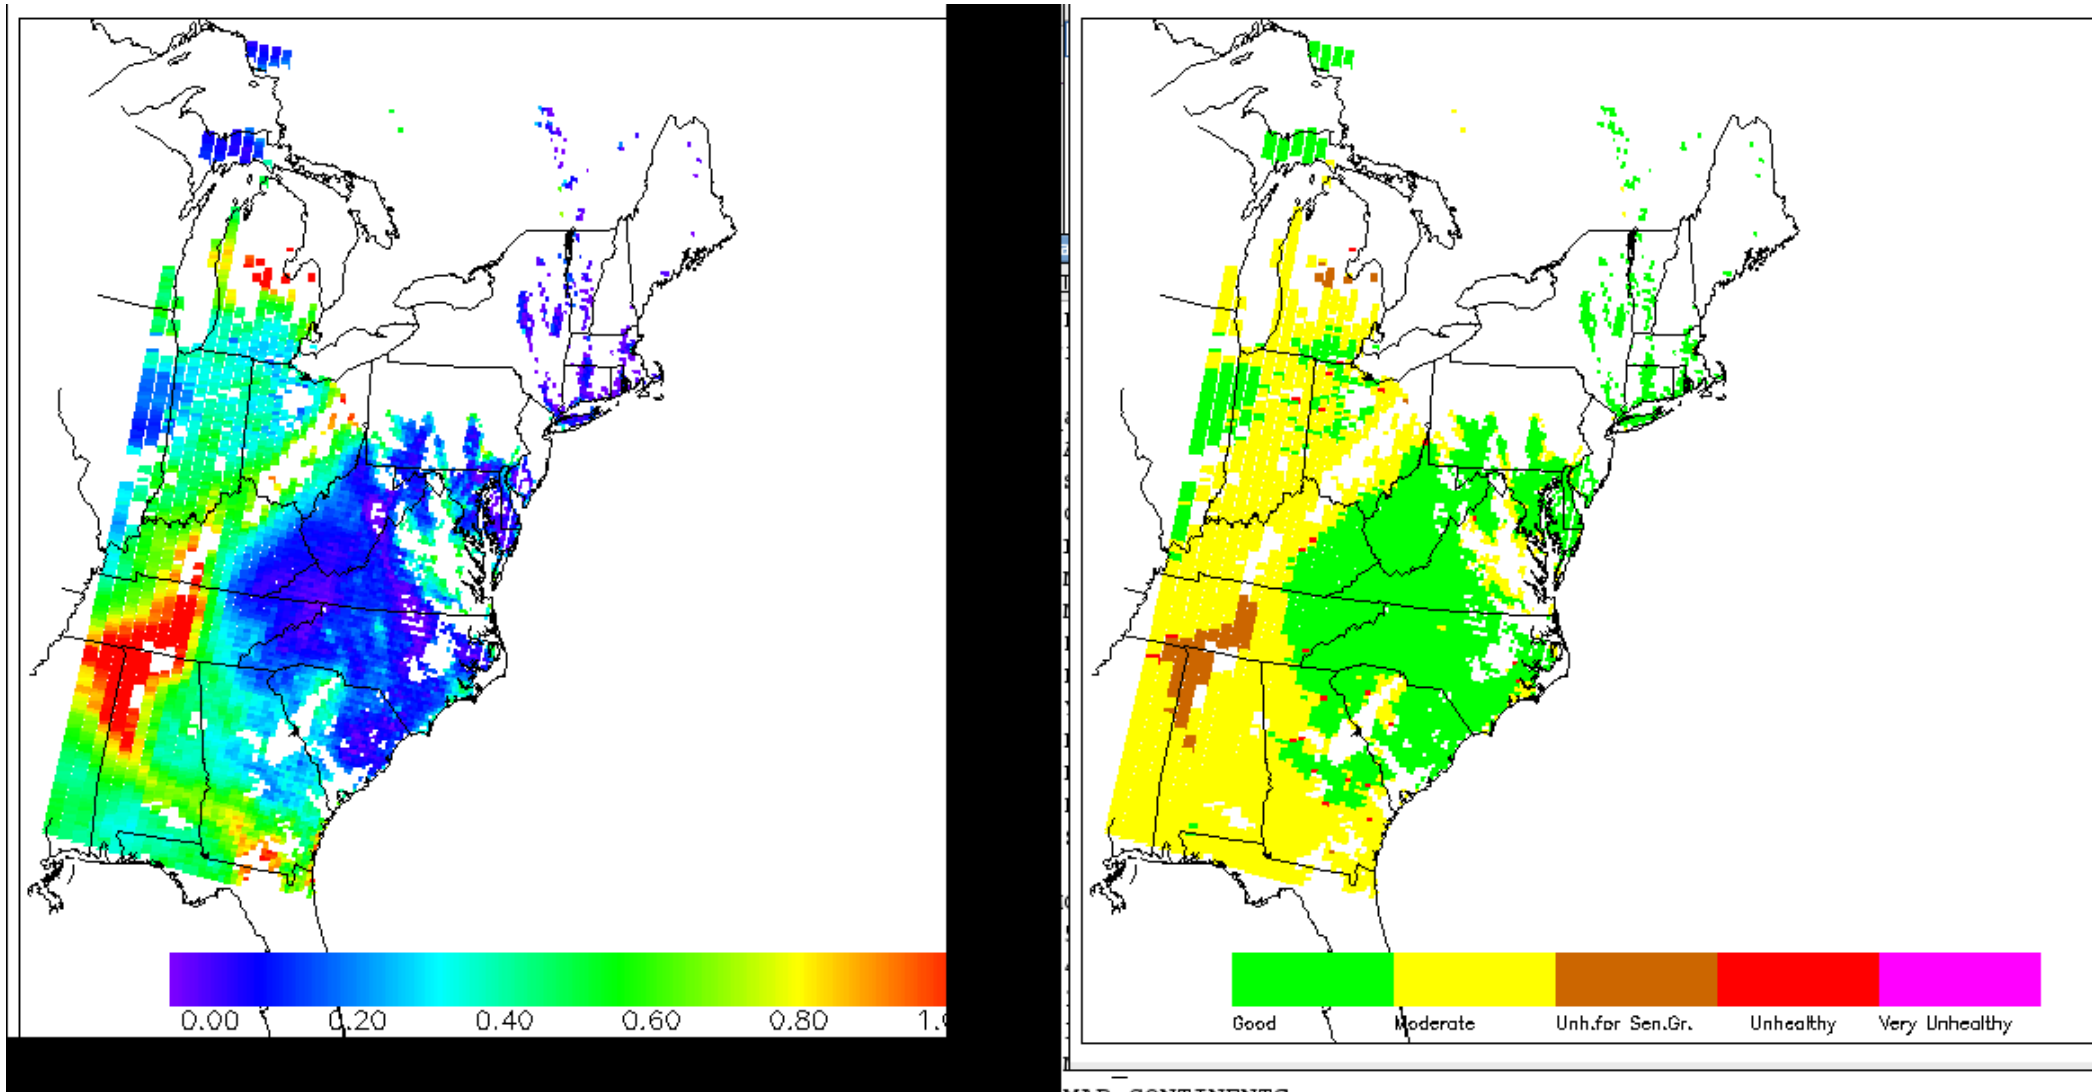 0.00 0.20 0.40 0.60 0.80
Good Moderate Unh.for Sen.Gr. Unhealthy Very Unhealthy
MAP_CONTINENTS